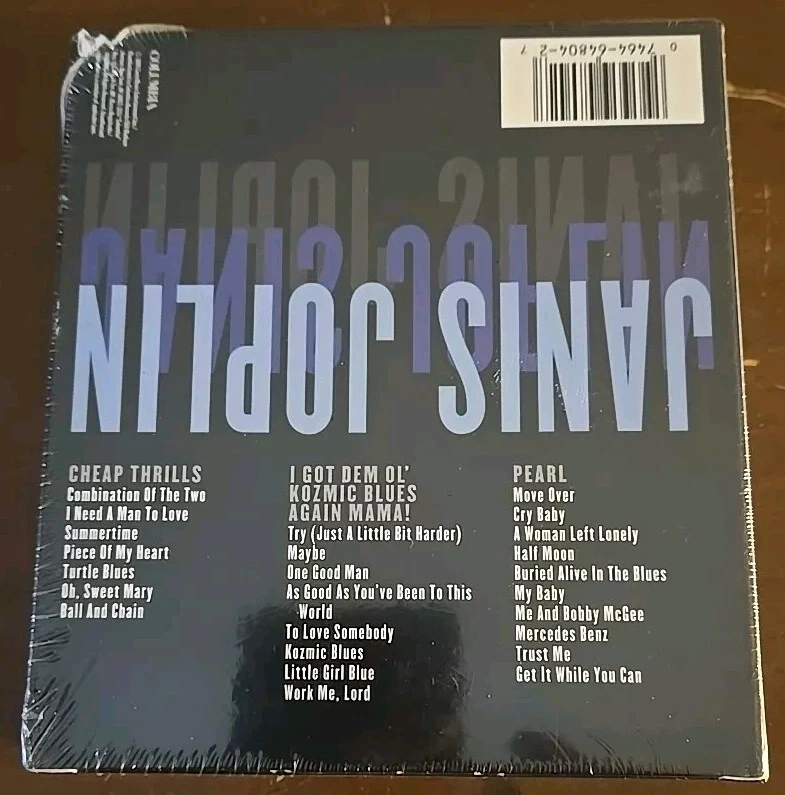 COLUMBIA
0 7464-64804-2 7
JANIS JOPLIN
JANIS JOPLIN
JANIS JOPLIN
CHEAP THRILLS
Combination Of The Two
I Need A Man To Love
Summertime
Piece Of My Heart
Turtle Blues
Oh, Sweet Mary
Ball And Chain
I GOT DEM OL'
KOZMIC BLUES
AGAIN MAMA!
Try (Just A Little Bit Harder)
Maybe
One Good Man
As Good As You've Been To This
World
To Love Somebody
Kozmic Blues
Little Girl Blue
Work Me, Lord
PEARL
Move Over
Cry Baby
A Woman Left Lonely
Half Moon
Buried Alive In The Blues
My Baby
Me And Bobby McGee
Mercedes Benz
Trust Me
Get It While You Can